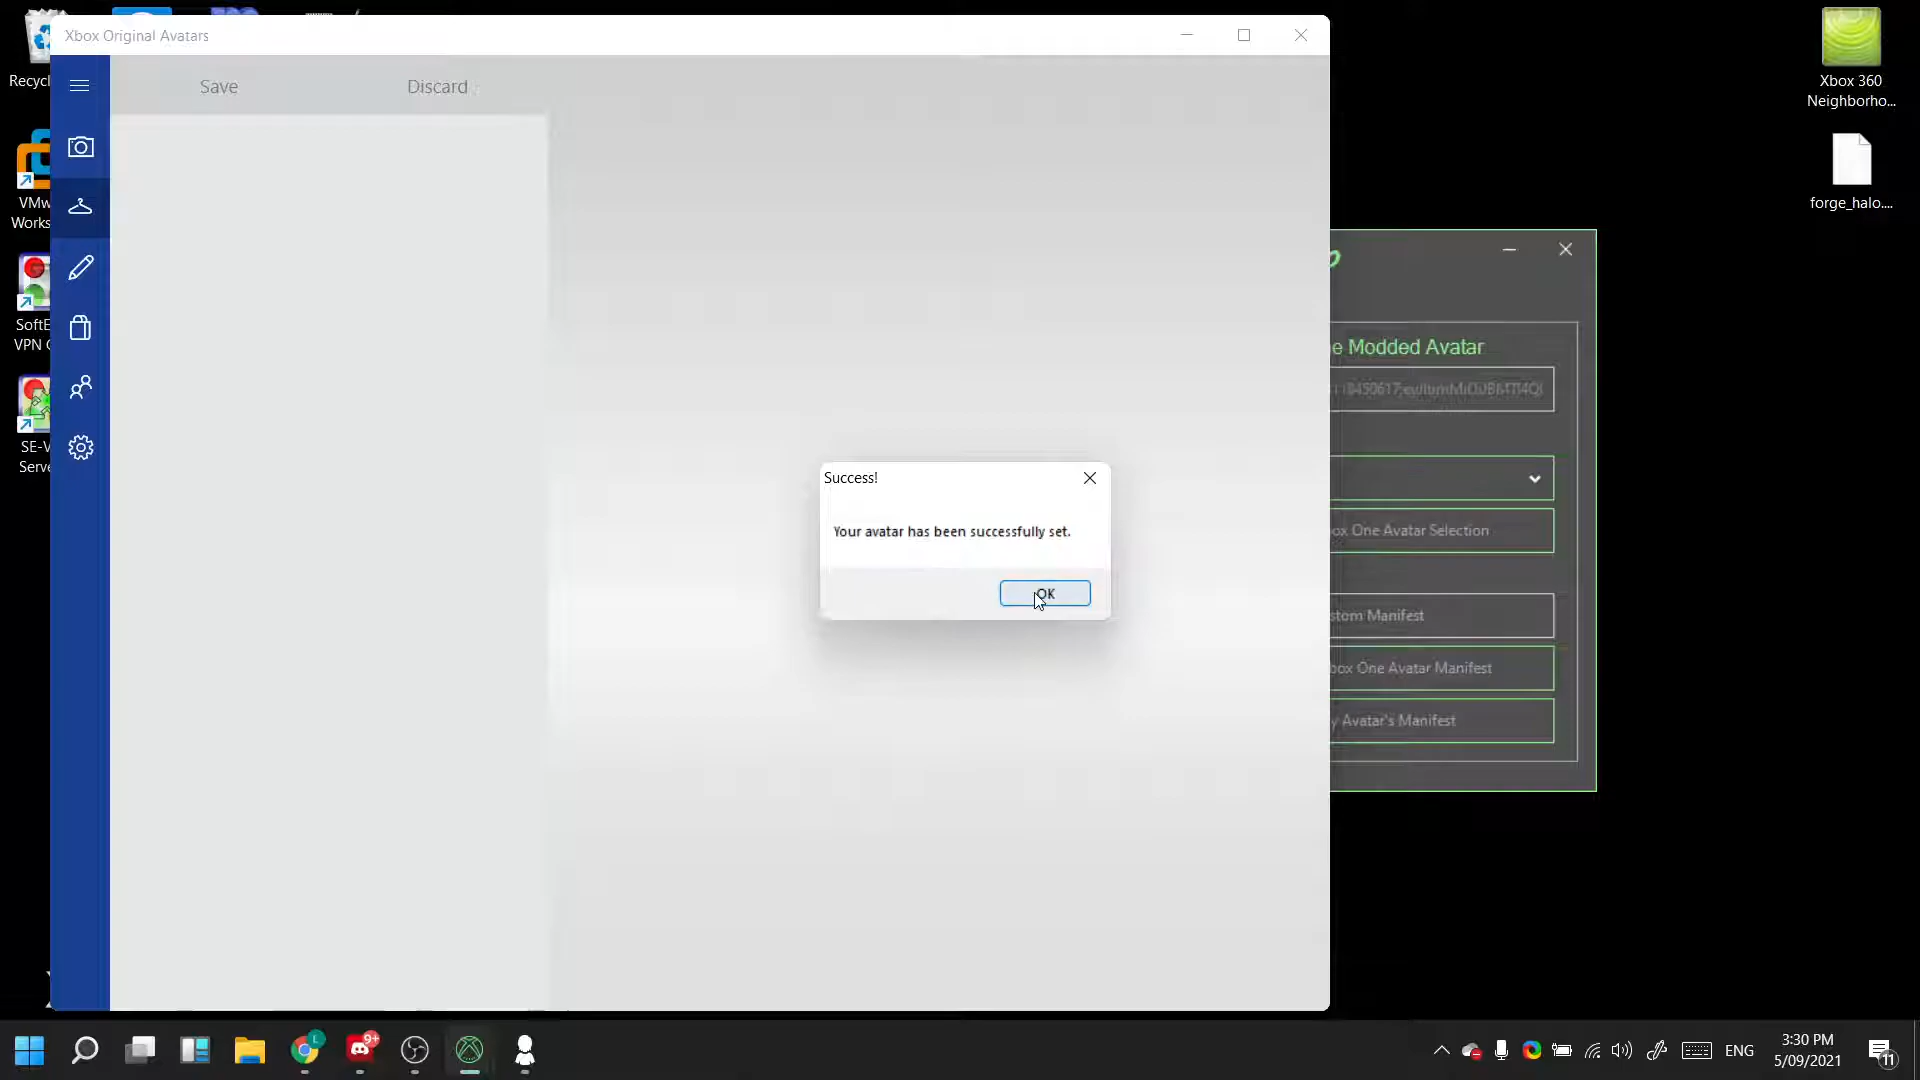 Xbox Original Avatars
Save
Discard
Success!
Your avatar has been successfully set.
OK
e Modded Avatar
ox One Avatar Selection
stom Manifest
box One Avatar Manifest
y Avatar's Manifest
Recycl
VMw
Works
SoftE
VPN
SE-V
Serve
Xbox 360
Neighborho...
forge_halo....
L
9+
ENG
3:30 PM
5/09/2021
11